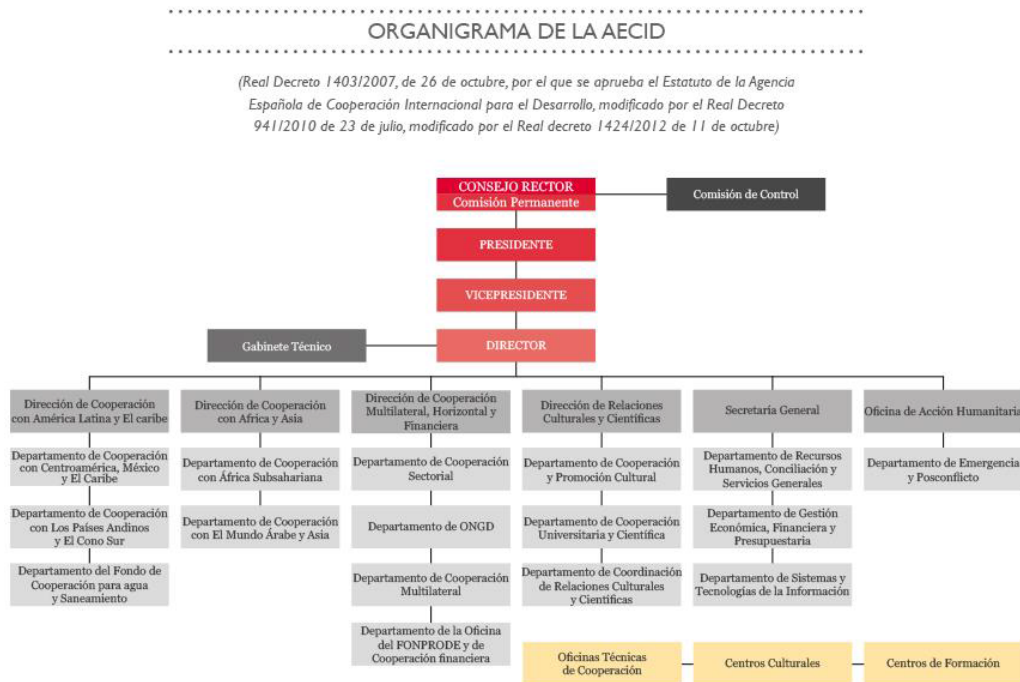 ORGANIGRAMA DE LA AECID
(Real Decreto 1403/2007, de 26 de octubre, por el que se aprueba el Estatuto de la Agencia
Española de Cooperación Internacional para el Desarrollo, modificado por el Real Decreto
941/2010 de 23 de julio, modificado por el Real decreto 1424/2012 de 11 de octubre)
CONSEJO RECTOR
Comisión Permanente
Comisión de Control
PRESIDENTE
VICEPRESIDENTE
Gabinete Técnico
DIRECTOR
Dirección de Cooperación
con América Latina y El caribe
Departamento de Cooperación
con Centroamérica, México
y El Caribe
Departamento de Cooperación
con Los Países Andinos
y El Cono Sur
Departamento del Fondo de
Cooperación para agua
y Saneamiento
Dirección de Cooperación
con Africa y Asia
Departamento de Cooperación
con África Subsahariana
Departamento de Cooperación
con El Mundo Árabe y Asia
Dirección de Cooperación
Multilateral, Horizontal y
Financiera
Departamento de Cooperación
Sectorial
Departamento de ONGD
Departamento de Cooperación
Multilateral
Departamento de la Oficina
del FONPRODE y de
Cooperación financiera
Dirección de Relaciones
Culturales y Científicas
Departamento de Cooperación
y Promoción Cultural
Departamento de Cooperación
Universitaria y Científica
Departamento de Coordinación
de Relaciones Culturales
y Científicas
Secretaría General
Departamento de Recursos
Humanos, Conciliación y
Servicios Generales
Departamento de Gestión
Económica, Financiera y
Presupuestaria
Departamento de Sistemas y
Tecnologías de la Información
Oficina de Acción Humanitaria
Departamento de Emergencia
y Posconflicto
Oficinas Técnicas
de Cooperación
Centros Culturales
Centros de Formación